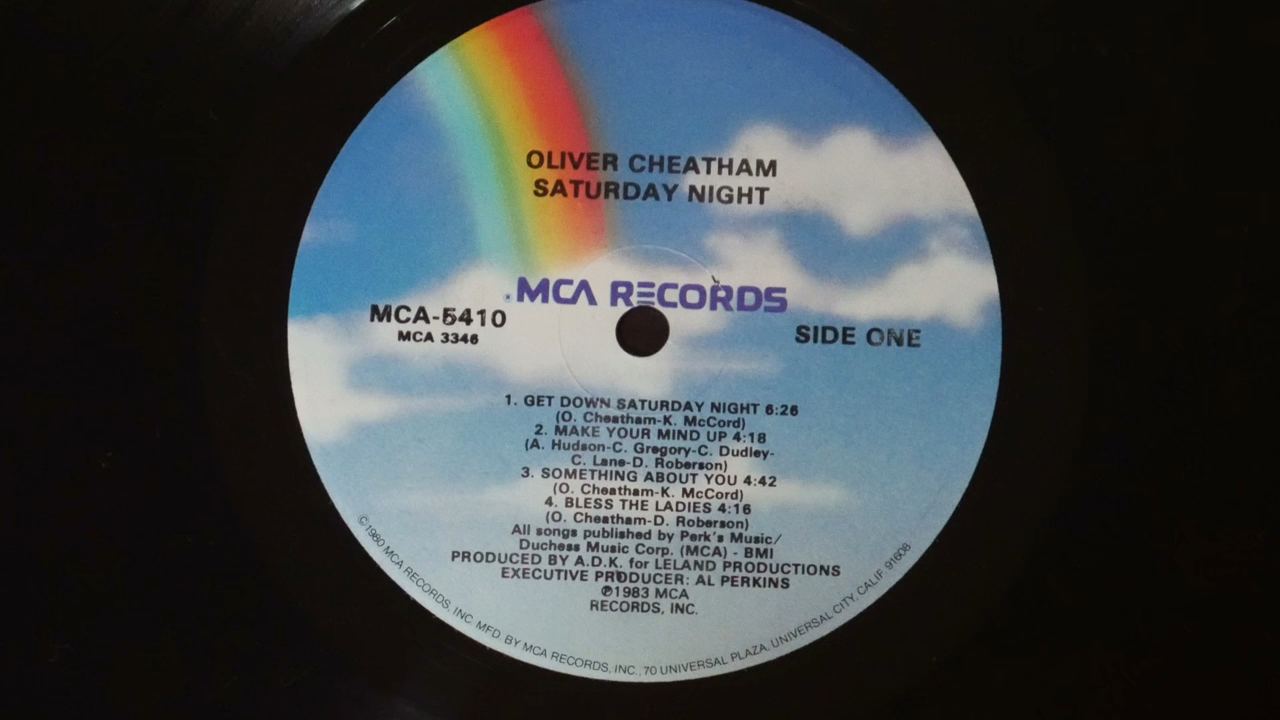 OLIVER CHEATHAM
SATURDAY NIGHT
MCA RECORDS
MCA-5410
MCA 3346
SIDE ONE
1. GET DOWN SATURDAY NIGHT 6:26
(O. Cheatham-K. McCord)
2. MAKE YOUR MIND UP 4:18
(A. Hudson-C. Gregory-C. Dudley-
C. Lane-D. Roberson)
3. SOMETHING ABOUT YOU 4:42
(O. Cheatham-K. McCord)
4. BLESS THE LADIES 4:16
(O. Cheatham-D. Roberson)
All songs published by Perk's Music/
Duchess Music Corp. (MCA) - BMI
PRODUCED BY A.D.K. for LELAND PRODUCTIONS
EXECUTIVE PRODUCER: AL PERKINS
℗1983 MCA
RECORDS, INC.
©1980 MCA RECORDS, INC. MFD. BY MCA RECORDS, INC., 70 UNIVERSAL PLAZA, UNIVERSAL CITY, CALIF. 91608